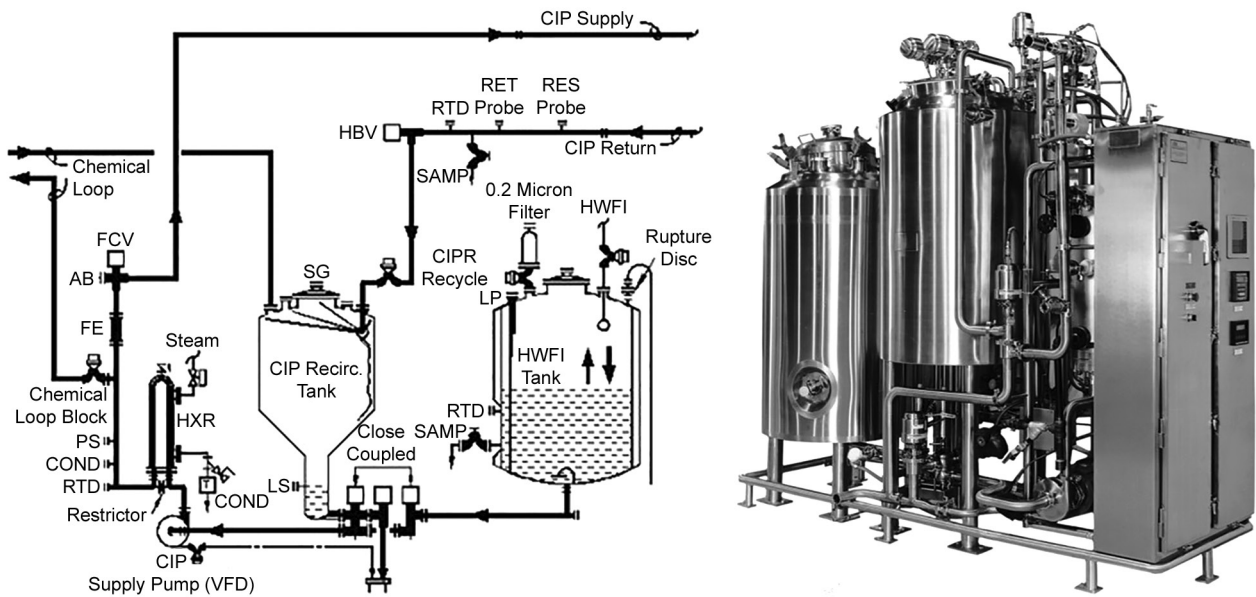 CIP Supply
RET
Probe
RES
Probe
RTD
HBV
CIP Return
Chemical
Loop
SAMP
0.2 Micron
Filter
HWFI
Rupture
Disc
FCV
AB
SG
CIPR
Recycle
LP
FE
Steam
CIP Recirc.
Tank
HWFI
Tank
Chemical
Loop Block
HXR
RTD
SAMP
PS
COND
RTD
Close
Coupled
LS
COND
Restrictor
CIP
Supply Pump (VFD)
T